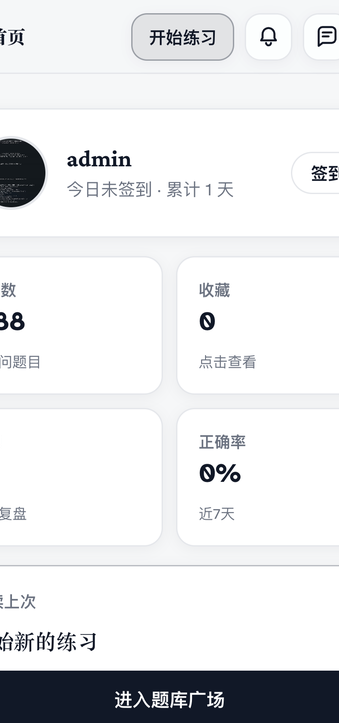 首页
开始练习
admin
今日未签到 · 累计 1 天
签到
数
88
问题目
收藏
0
点击查看
复盘
正确率
0%
近7天
上次
始新的练习
进入题库广场